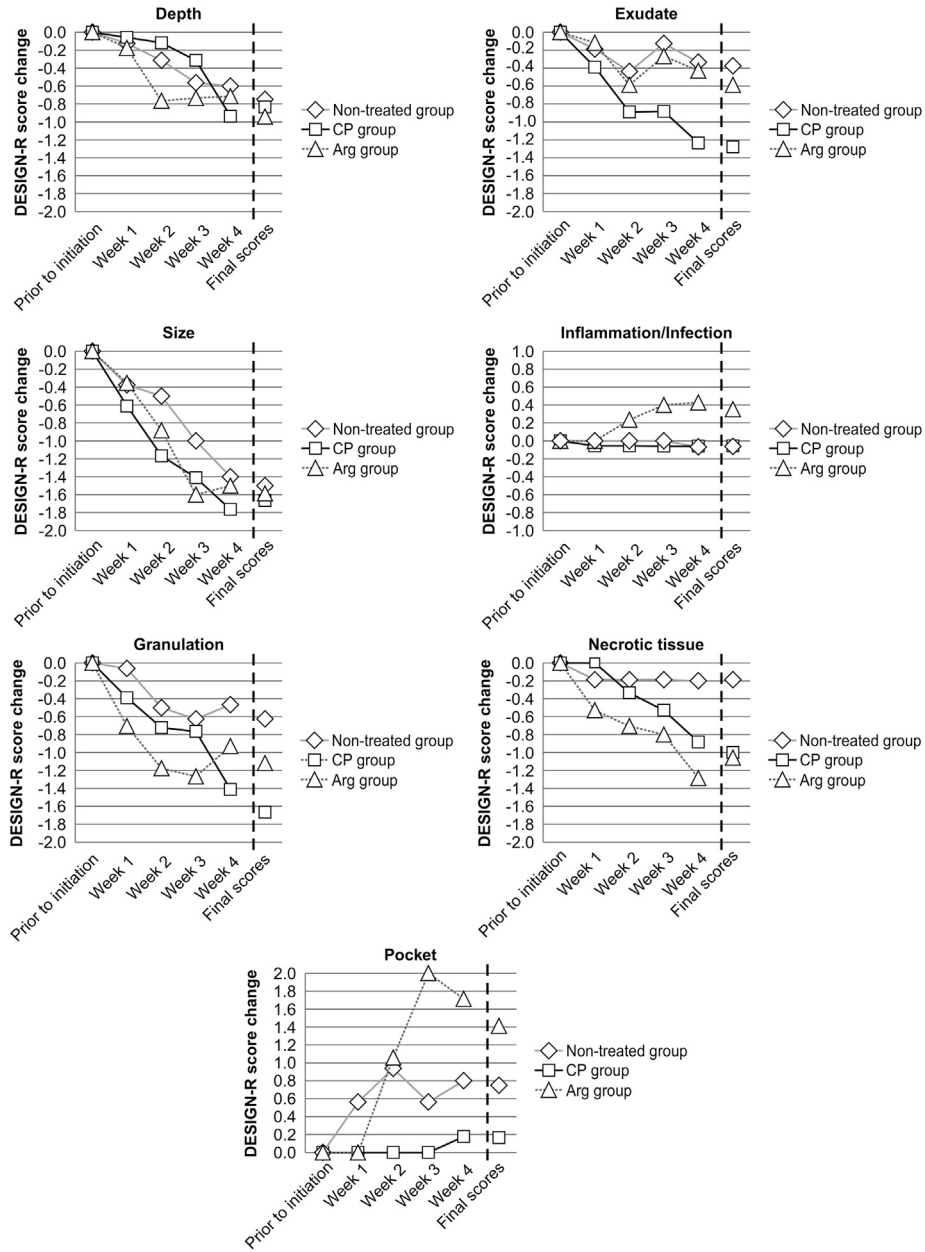 Depth
DESIGN-R score change
0.0
-0.2
-0.4
-0.6
-0.8
-1.0
-1.2
-1.4
-1.6
-1.8
-2.0
Prior to initiation
Week 1
Week 2
Week 3
Week 4
Final scores
Non-treated group
CP group
Arg group
Exudate
DESIGN-R score change
0.0
-0.2
-0.4
-0.6
-0.8
-1.0
-1.2
-1.4
-1.6
-1.8
-2.0
Prior to initiation
Week 1
Week 2
Week 3
Week 4
Final scores
Non-treated group
CP group
Arg group
Size
DESIGN-R score change
0.0
-0.2
-0.4
-0.6
-0.8
-1.0
-1.2
-1.4
-1.6
-1.8
-2.0
Prior to initiation
Week 1
Week 2
Week 3
Week 4
Final scores
Non-treated group
CP group
Arg group
Inflammation/Infection
DESIGN-R score change
1.0
0.8
0.6
0.4
0.2
0.0
-0.2
-0.4
-0.6
-0.8
-1.0
Prior to initiation
Week 1
Week 2
Week 3
Week 4
Final scores
Non-treated group
CP group
Arg group
Granulation
DESIGN-R score change
0.0
-0.2
-0.4
-0.6
-0.8
-1.0
-1.2
-1.4
-1.6
-1.8
-2.0
Prior to initiation
Week 1
Week 2
Week 3
Week 4
Final scores
Non-treated group
CP group
Arg group
Necrotic tissue
DESIGN-R score change
0.0
-0.2
-0.4
-0.6
-0.8
-1.0
-1.2
-1.4
-1.6
-1.8
-2.0
Prior to initiation
Week 1
Week 2
Week 3
Week 4
Final scores
Non-treated group
CP group
Arg group
Pocket
DESIGN-R score change
2.0
1.8
1.6
1.4
1.2
1.0
0.8
0.6
0.4
0.2
0.0
Prior to initiation
Week 1
Week 2
Week 3
Week 4
Final scores
Non-treated group
CP group
Arg group